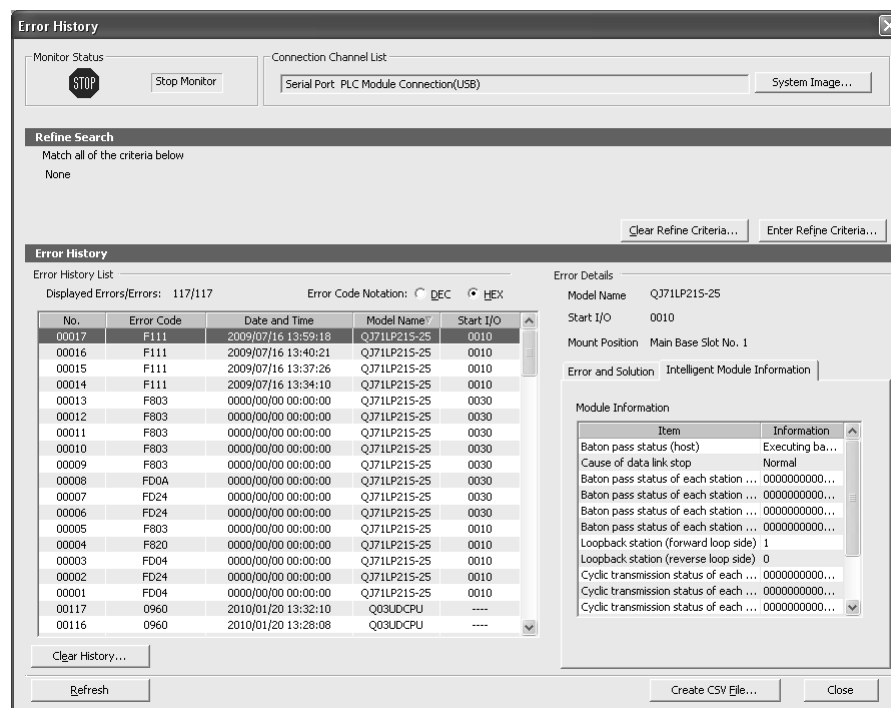 Error History
Monitor Status
STOP
Stop Monitor
Connection Channel List
Serial Port PLC Module Connection(USB)
System Image...
Refine Search
Match all of the criteria below
None
Clear Refine Criteria...
Enter Refine Criteria...
Error History
Error History List
Displayed Errors/Errors: 117/117
Error Code Notation: DEC HEX
No. Error Code Date and Time Model Name Start I/O
00017 F111 2009/07/16 13:59:18 QJ71LP21S-25 0010
00016 F111 2009/07/16 13:40:21 QJ71LP21S-25 0010
00015 F111 2009/07/16 13:37:26 QJ71LP21S-25 0010
00014 F111 2009/07/16 13:34:10 QJ71LP21S-25 0010
00013 F803 0000/00/00 00:00:00 QJ71LP21S-25 0030
00012 F803 0000/00/00 00:00:00 QJ71LP21S-25 0030
00011 F803 0000/00/00 00:00:00 QJ71LP21S-25 0030
00010 F803 0000/00/00 00:00:00 QJ71LP21S-25 0030
00009 F803 0000/00/00 00:00:00 QJ71LP21S-25 0030
00008 FD0A 0000/00/00 00:00:00 QJ71LP21S-25 0030
00007 FD24 0000/00/00 00:00:00 QJ71LP21S-25 0030
00006 FD24 0000/00/00 00:00:00 QJ71LP21S-25 0030
00005 F803 0000/00/00 00:00:00 QJ71LP21S-25 0010
00004 F820 0000/00/00 00:00:00 QJ71LP21S-25 0010
00003 FD04 0000/00/00 00:00:00 QJ71LP21S-25 0010
00002 FD24 0000/00/00 00:00:00 QJ71LP21S-25 0010
00001 FD04 0000/00/00 00:00:00 QJ71LP21S-25 0010
00117 0960 2010/01/20 13:32:10 Q03UDCPU ----
00116 0960 2010/01/20 13:28:08 Q03UDCPU ----
Clear History...
Error Details
Model Name QJ71LP21S-25
Start I/O 0010
Mount Position Main Base Slot No. 1
Error and Solution
Intelligent Module Information
Module Information
Item Information
Baton pass status (host) Executing ba...
Cause of data link stop Normal
Baton pass status of each station ... 0000000000...
Baton pass status of each station ... 0000000000...
Baton pass status of each station ... 0000000000...
Baton pass status of each station ... 0000000000...
Loopback station (forward loop side) 1
Loopback station (reverse loop side) 0
Cyclic transmission status of each ... 0000000000...
Cyclic transmission status of each ... 0000000000...
Cyclic transmission status of each ... 0000000000...
Refresh
Create CSV File...
Close